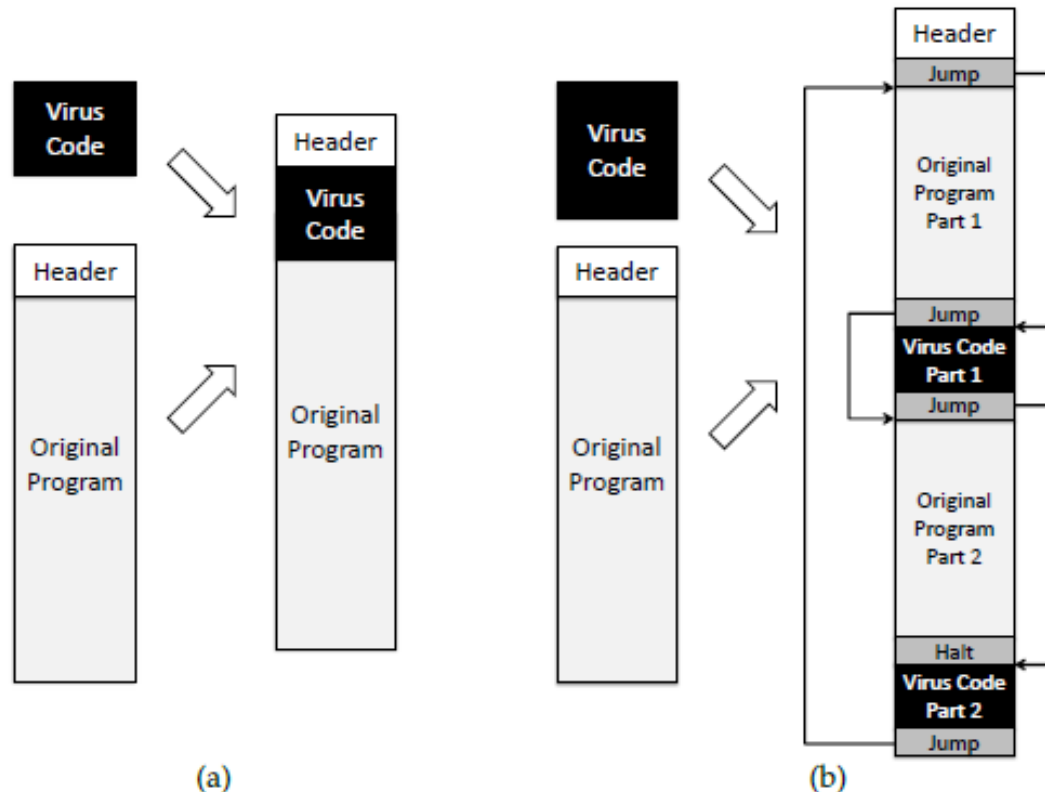 Virus
Code
Header
Original
Program
Header
Virus
Code
Original
Program
(a)
Virus
Code
Header
Original
Program
Header
Jump
Original
Program
Part 1
Jump
Virus Code
Part 1
Jump
Original
Program
Part 2
Halt
Virus Code
Part 2
Jump
(b)